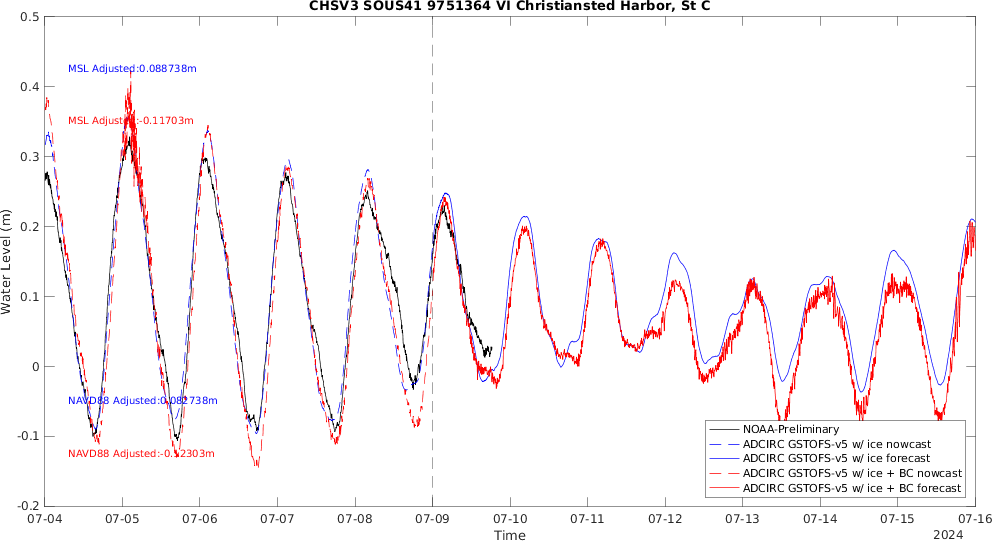 CHSV3 SOUS41 9751364 VI Christiansted Harbor, St C
0.5
0.4
0.3
0.2
0.1
0
-0.1
-0.2
Water Level (m)
MSL Adjusted:0.088738m
MSL Adjusted:-0.11703m
NAVD88 Adjusted:0.082738m
NAVD88 Adjusted:-0.12303m
NOAA-Preliminary
ADCIRC GSTOFS-v5 w/ ice nowcast
ADCIRC GSTOFS-v5 w/ ice forecast
ADCIRC GSTOFS-v5 w/ ice + BC nowcast
ADCIRC GSTOFS-v5 w/ ice + BC forecast
07-04 07-05 07-06 07-07 07-08 07-09 07-10 07-11 07-12 07-13 07-14 07-15 07-16
Time
2024